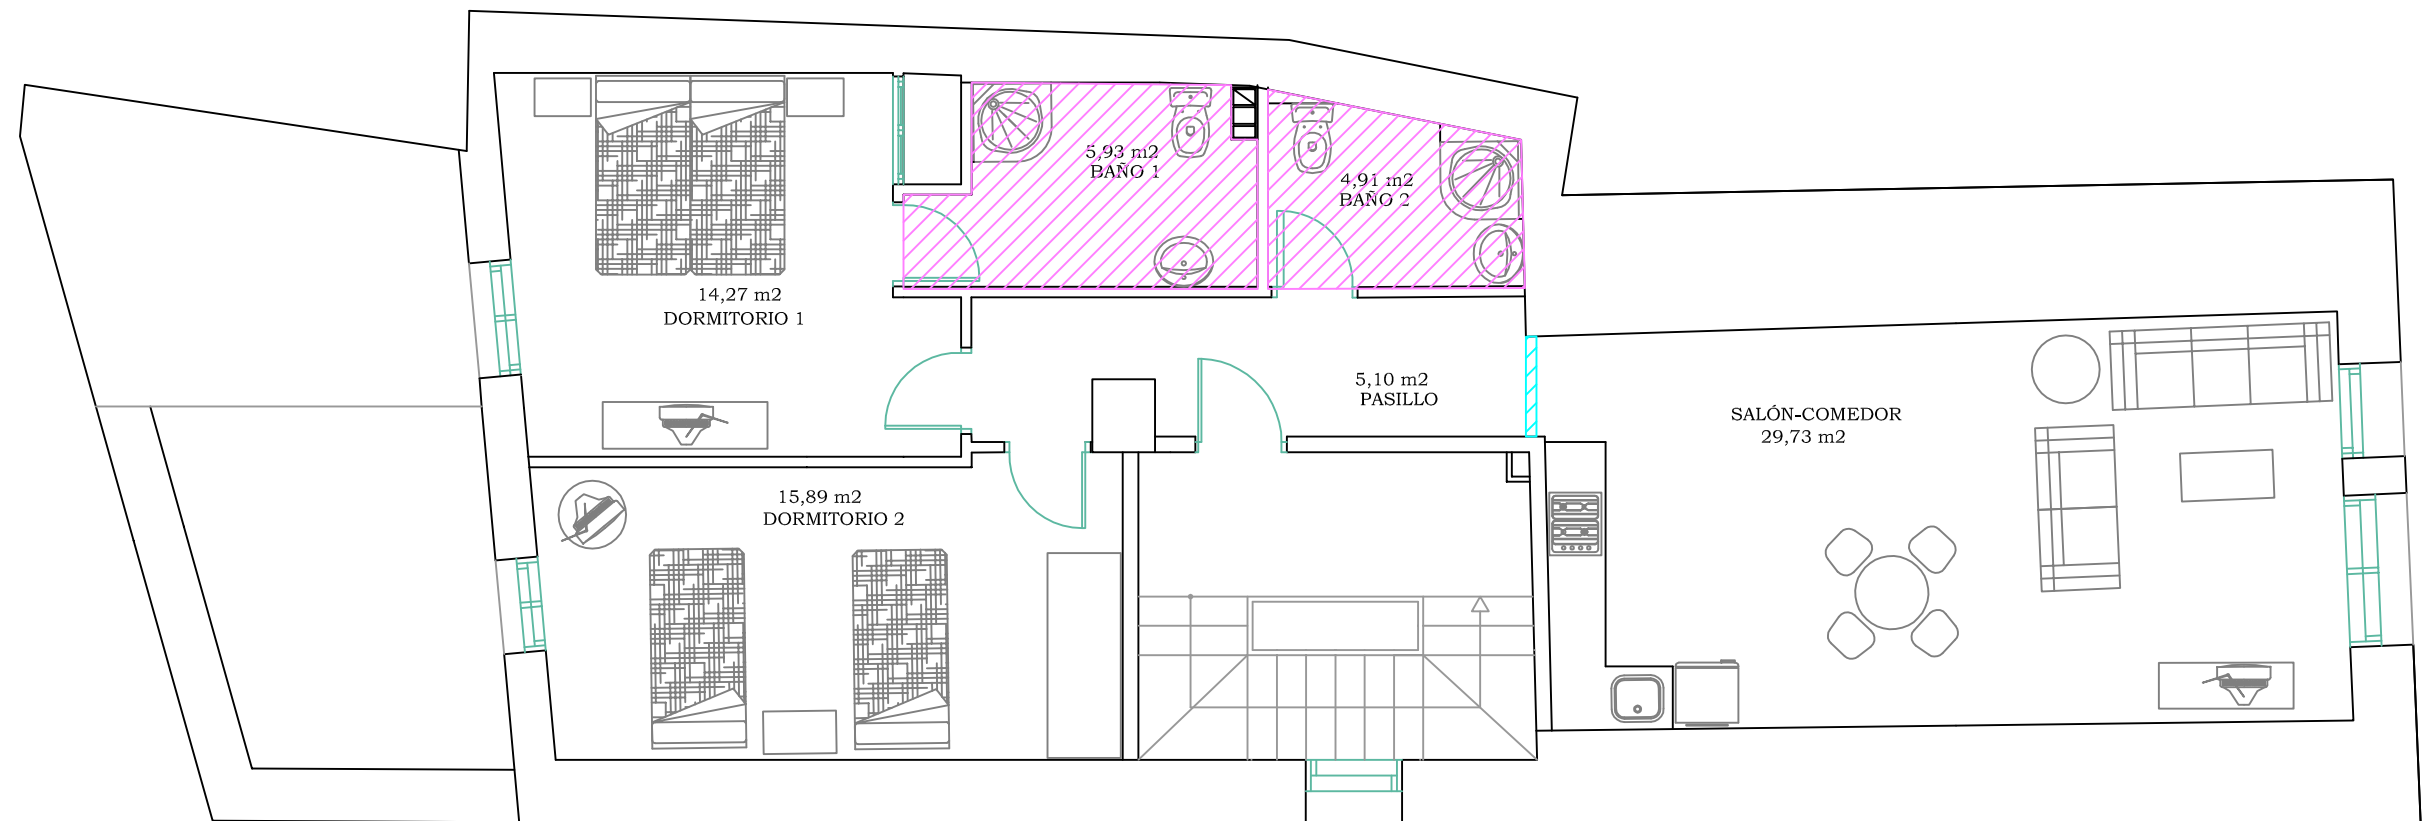 5,93 m2
BAÑO 1
4,91 m2
BAÑO 2
14,27 m2
DORMITORIO 1
5,10 m2
PASILLO
SALÓN-COMEDOR
29,73 m2
15,89 m2
DORMITORIO 2